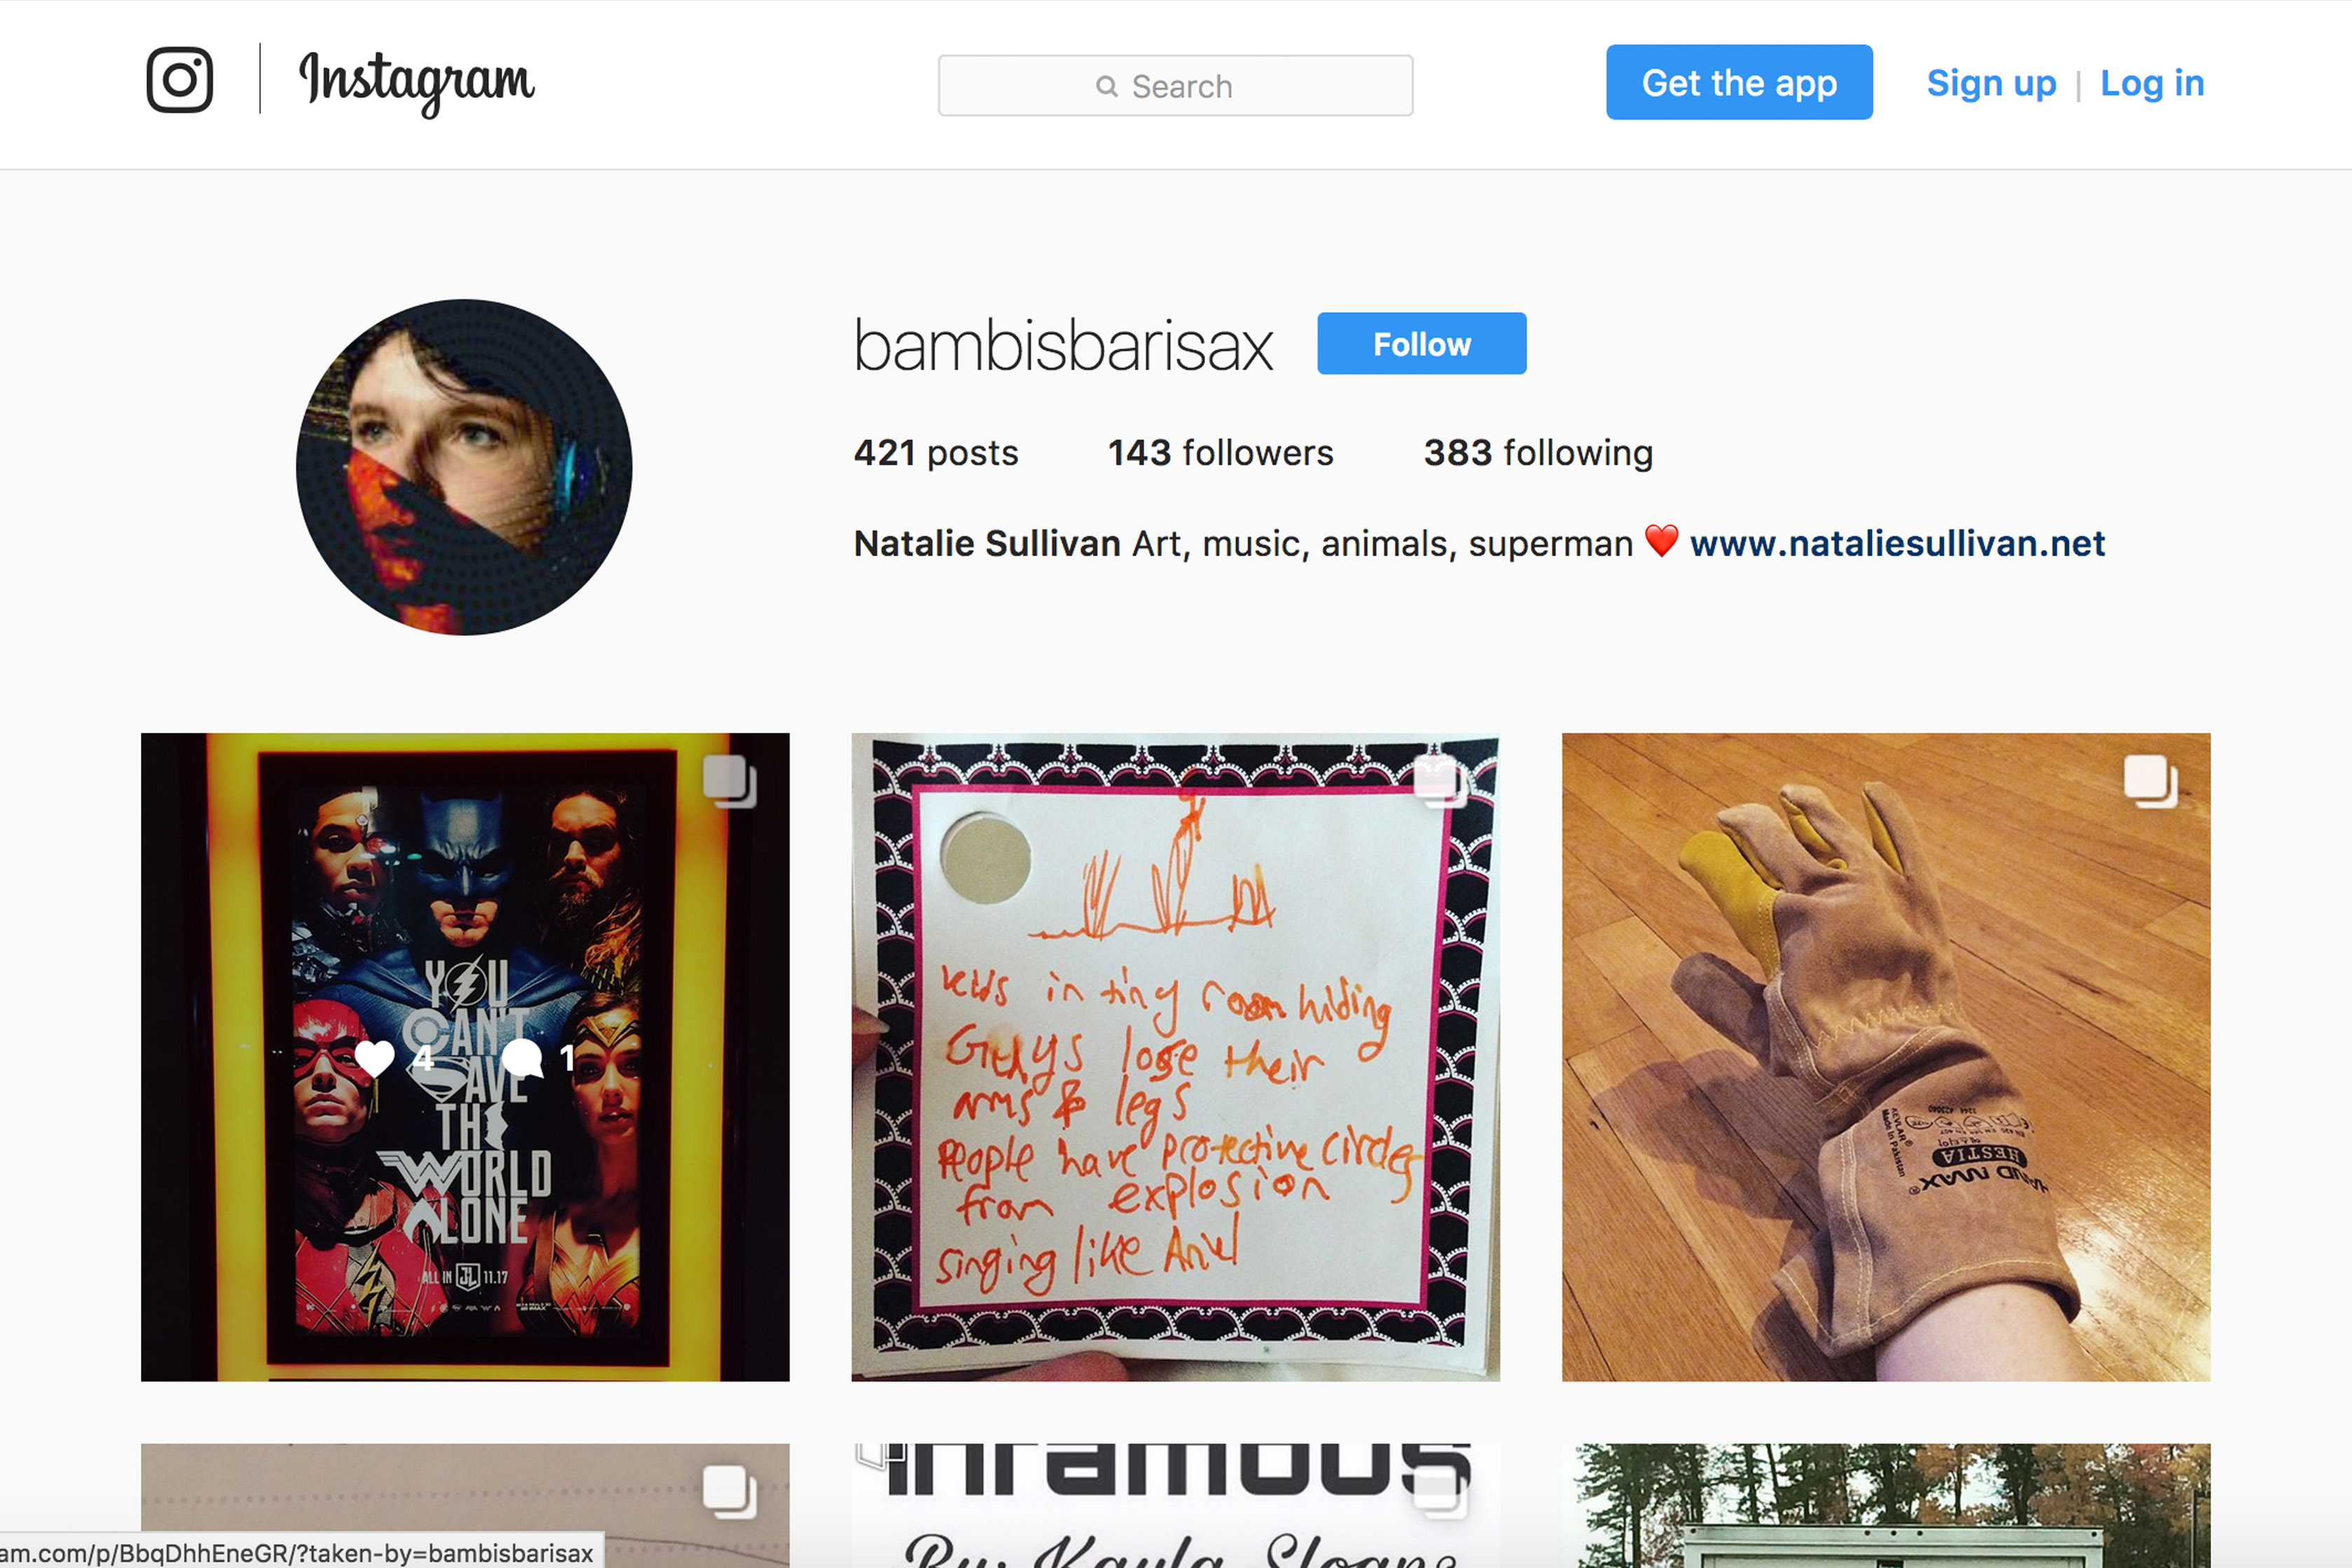 Instagram
Search
Get the app
Sign up | Log in
bambisbarisax
Follow
421 posts
143 followers
383 following
Natalie Sullivan Art, music, animals, superman ❤️ www.nataliesullivan.net
YOU
CAN'T
SAVE
THE
WORLD
ALONE
ALL IN JL 11.17
4
1
kids in tiny room hiding
Guys lose their
arms & legs
People have protective circles
from explosion
singing like Ariel
KEVLAR®
Made in Pakistan
HESTIA
HAND MAX®
infamous
By: Kayla Sloane
am.com/p/BbqDhhEneGR/?taken-by=bambisbarisax